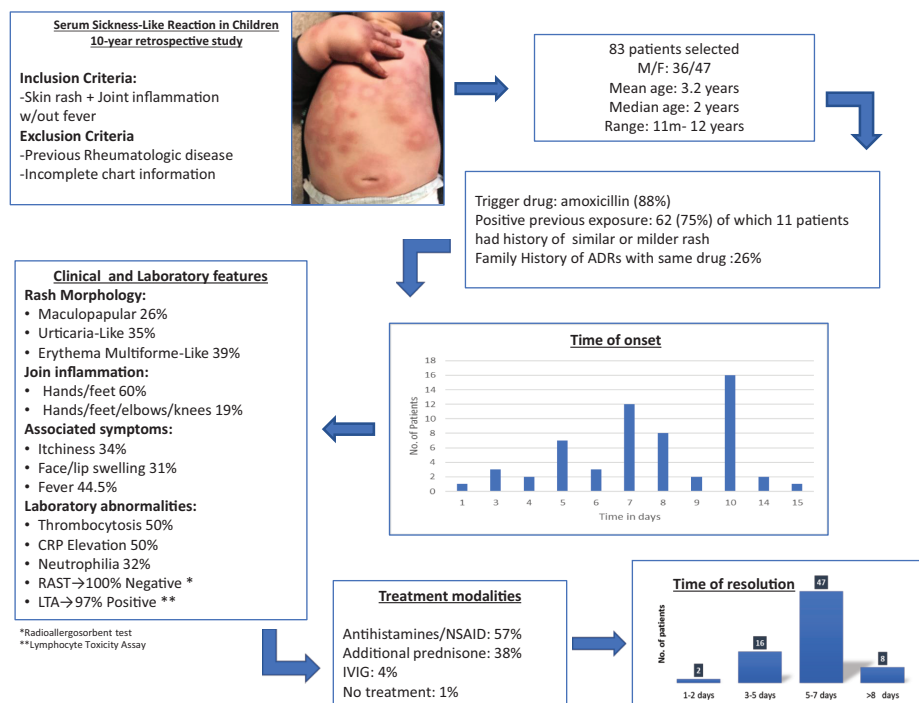 Serum Sickness-Like Reaction in Children
10-year retrospective study
Inclusion Criteria:
-Skin rash + Joint inflammation
w/out fever
Exclusion Criteria
-Previous Rheumatologic disease
-Incomplete chart information
83 patients selected
M/F: 36/47
Mean age: 3.2 years
Median age: 2 years
Range: 11m- 12 years
Trigger drug: amoxicillin (88%)
Positive previous exposure: 62 (75%) of which 11 patients
had history of similar or milder rash
Family History of ADRs with same drug :26%
Time of onset
No. of Patients
18
16
14
12
10
8
6
4
2
0
1 3 4 5 6 7 8 9 10 14 15
Time in days
Clinical and Laboratory features
Rash Morphology:
• Maculopapular 26%
• Urticaria-Like 35%
• Erythema Multiforme-Like 39%
Join inflammation:
• Hands/feet 60%
• Hands/feet/elbows/knees 19%
Associated symptoms:
• Itchiness 34%
• Face/lip swelling 31%
• Fever 44.5%
Laboratory abnormalities:
• Thrombocytosis 50%
• CRP Elevation 50%
• Neutrophilia 32%
• RAST→100% Negative *
• LTA→97% Positive **
*Radioallergosorbent test
**Lymphocyte Toxicity Assay
Treatment modalities
Antihistamines/NSAID: 57%
Additional prednisone: 38%
IVIG: 4%
No treatment: 1%
Time of resolution
No. of patients
2 16 47 8
1-2 days 3-5 days 5-7 days >8 days